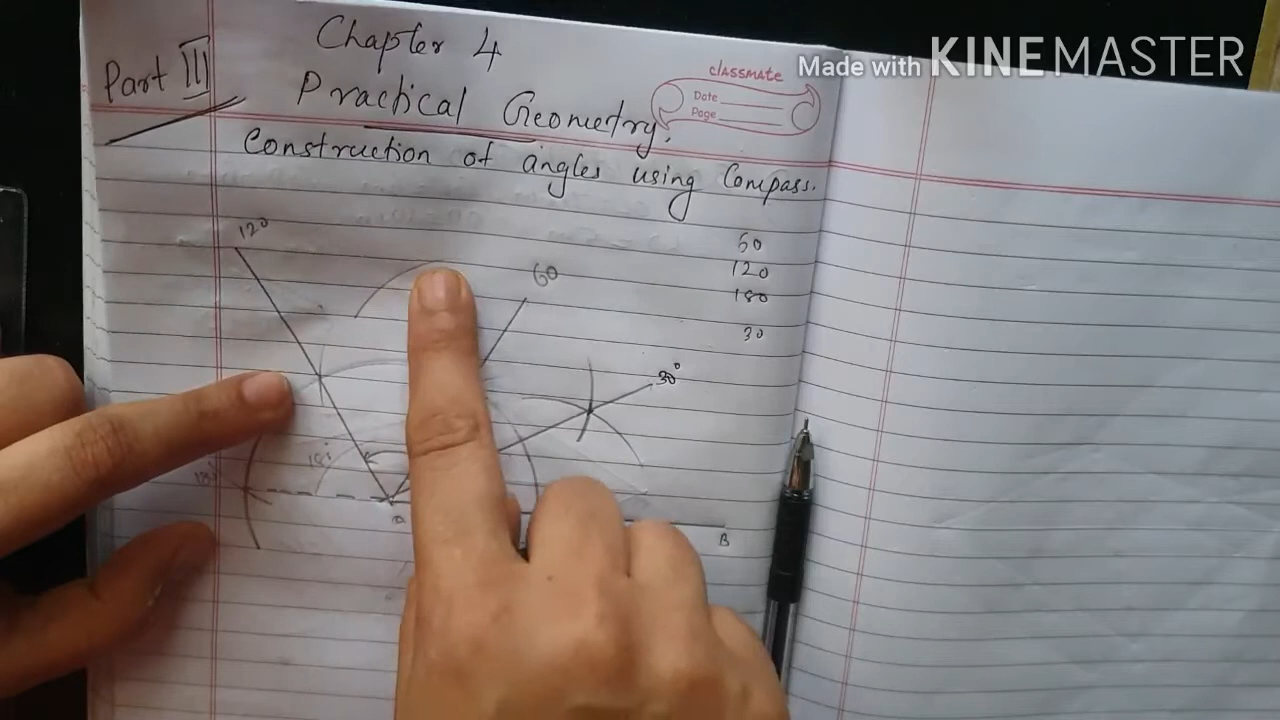 Chapter 4
Part III
Practical Geometry.
classmate
Date
Page
Made with KINEMASTER
Construction of angles using Compass.
60
120
180
30
120
60
30°
180
O
B